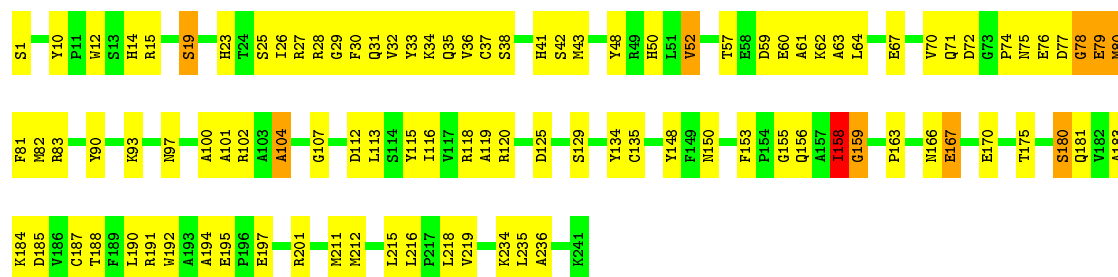 S1 Y10 P11 W12 S13 H14 R15 S19 H23 T24 S25 I26 R27 R28 G29 F30 Q31 V32 Y33 K34 Q35 V36 C37 S38 H41 S42 M43 Y48 R49 H50 L51 V52 T57 E58 D59 E60 A61 K62 A63 L64 E67 V70 Q71 D72 G73 P74 N75 E76 D77 G78 E79
F81 M82 R83 Y90 K93 N97 A100 A101 R102 A103 A104 G107 D112 L113 S114 Y115 I116 V117 R118 A119 R120 D125 S129 Y134 C135 Y148 F149 N150 F153 P154 G155 Q156 A157 I158 G159 P163 N166 E167 E170 T175 S180 Q181 V182 A183
K184 D185 V186 C187 T188 F189 L190 R191 W192 A193 A194 E195 P196 E197 R201 M211 M212 L215 L216 P217 L218 V219 K234 L235 A236 K241